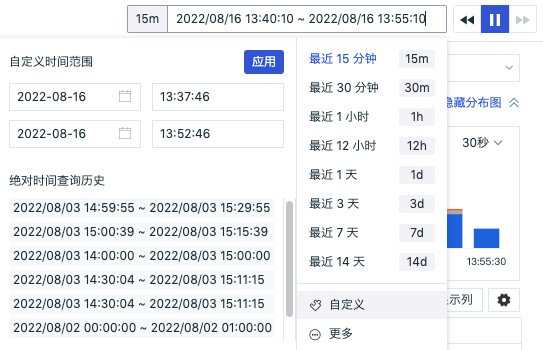 15m 2022/08/16 13:40:10 ~ 2022/08/16 13:55:10
自定义时间范围 应用
2022-08-16 13:37:46
2022-08-16 13:52:46
绝对时间查询历史
2022/08/03 14:59:55 ~ 2022/08/03 15:29:55
2022/08/03 15:00:39 ~ 2022/08/03 15:15:39
2022/08/03 14:00:00 ~ 2022/08/03 15:00:00
2022/08/03 14:30:04 ~ 2022/08/03 15:11:15
2022/08/03 14:30:04 ~ 2022/08/03 15:11:15
2022/08/02 00:00:00 ~ 2022/08/02 01:00:00
最近 15 分钟 15m
最近 30 分钟 30m
最近 1 小时 1h
最近 12 小时 12h
最近 1 天 1d
最近 3 天 3d
最近 7 天 7d
最近 14 天 14d
自定义
更多
隐藏分布图
30秒
13:55:30
示列